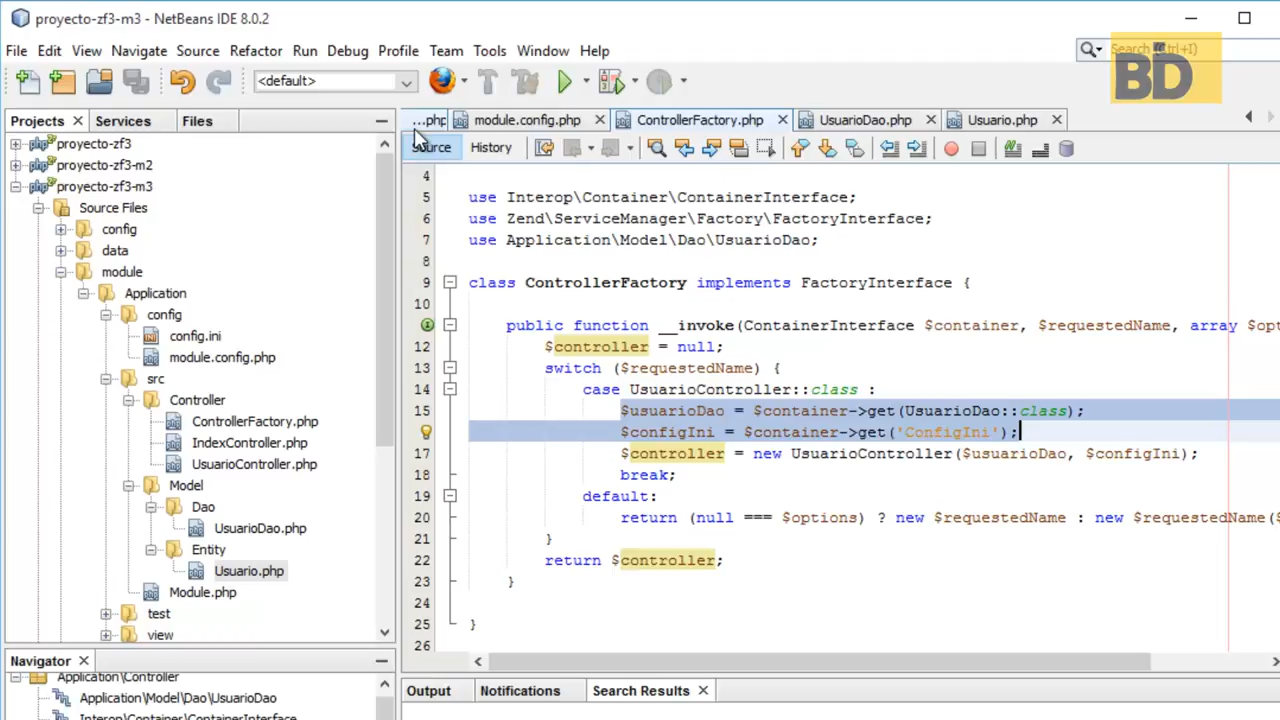 proyecto-zf3-m3 - NetBeans IDE 8.0.2
File Edit View Navigate Source Refactor Run Debug Profile Team Tools Window Help
Search (Ctrl+I)
BD
<default>
Projects Services Files
...php module.config.php ControllerFactory.php UsuarioDao.php Usuario.php
Source History
proyecto-zf3
proyecto-zf3-m2
proyecto-zf3-m3
Source Files
config
data
module
Application
config
config.ini
module.config.php
src
Controller
ControllerFactory.php
IndexController.php
UsuarioController.php
Model
Dao
UsuarioDao.php
Entity
Usuario.php
Module.php
test
view
4
5 use Interop\Container\ContainerInterface;
6 use Zend\ServiceManager\Factory\FactoryInterface;
7 use Application\Model\Dao\UsuarioDao;
8
9 class ControllerFactory implements FactoryInterface {
10
public function __invoke(ContainerInterface $container, $requestedName, array $op
12 $controller = null;
13 switch ($requestedName) {
14 case UsuarioController::class :
15 $usuarioDao = $container->get(UsuarioDao::class);
$configIni = $container->get('ConfigIni');
17 $controller = new UsuarioController($usuarioDao, $configIni);
18 break;
19 default:
20 return (null === $options) ? new $requestedName : new $requestedName($
21 }
22 return $controller;
23 }
24
25 }
26
Navigator
Application\Controller
Application\Model\Dao\UsuarioDao
Interop\Container\ContainerInterface
Output Notifications Search Results